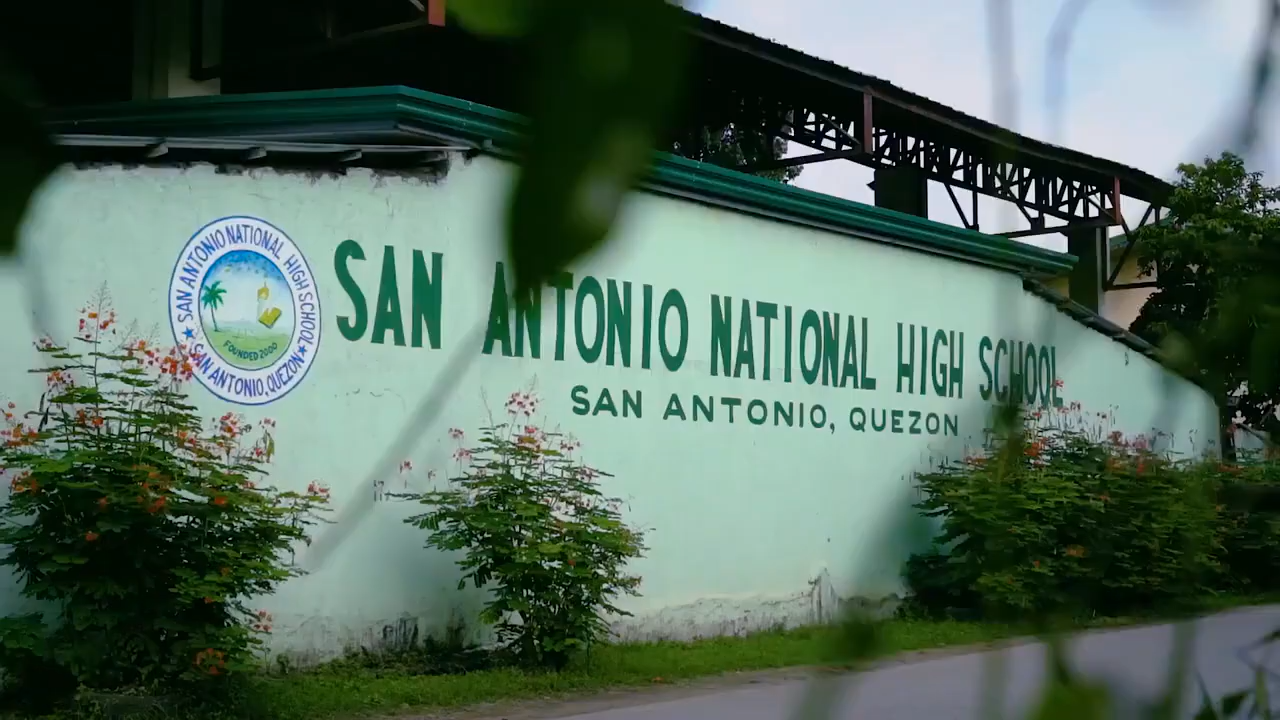 SAN ANTONIO NATIONAL HIGH SCHOOL
SAN ANTONIO, QUEZON
FOUNDED 2000
SAN ANTONIO NATIONAL HIGH SCHOOL
SAN ANTONIO, QUEZON